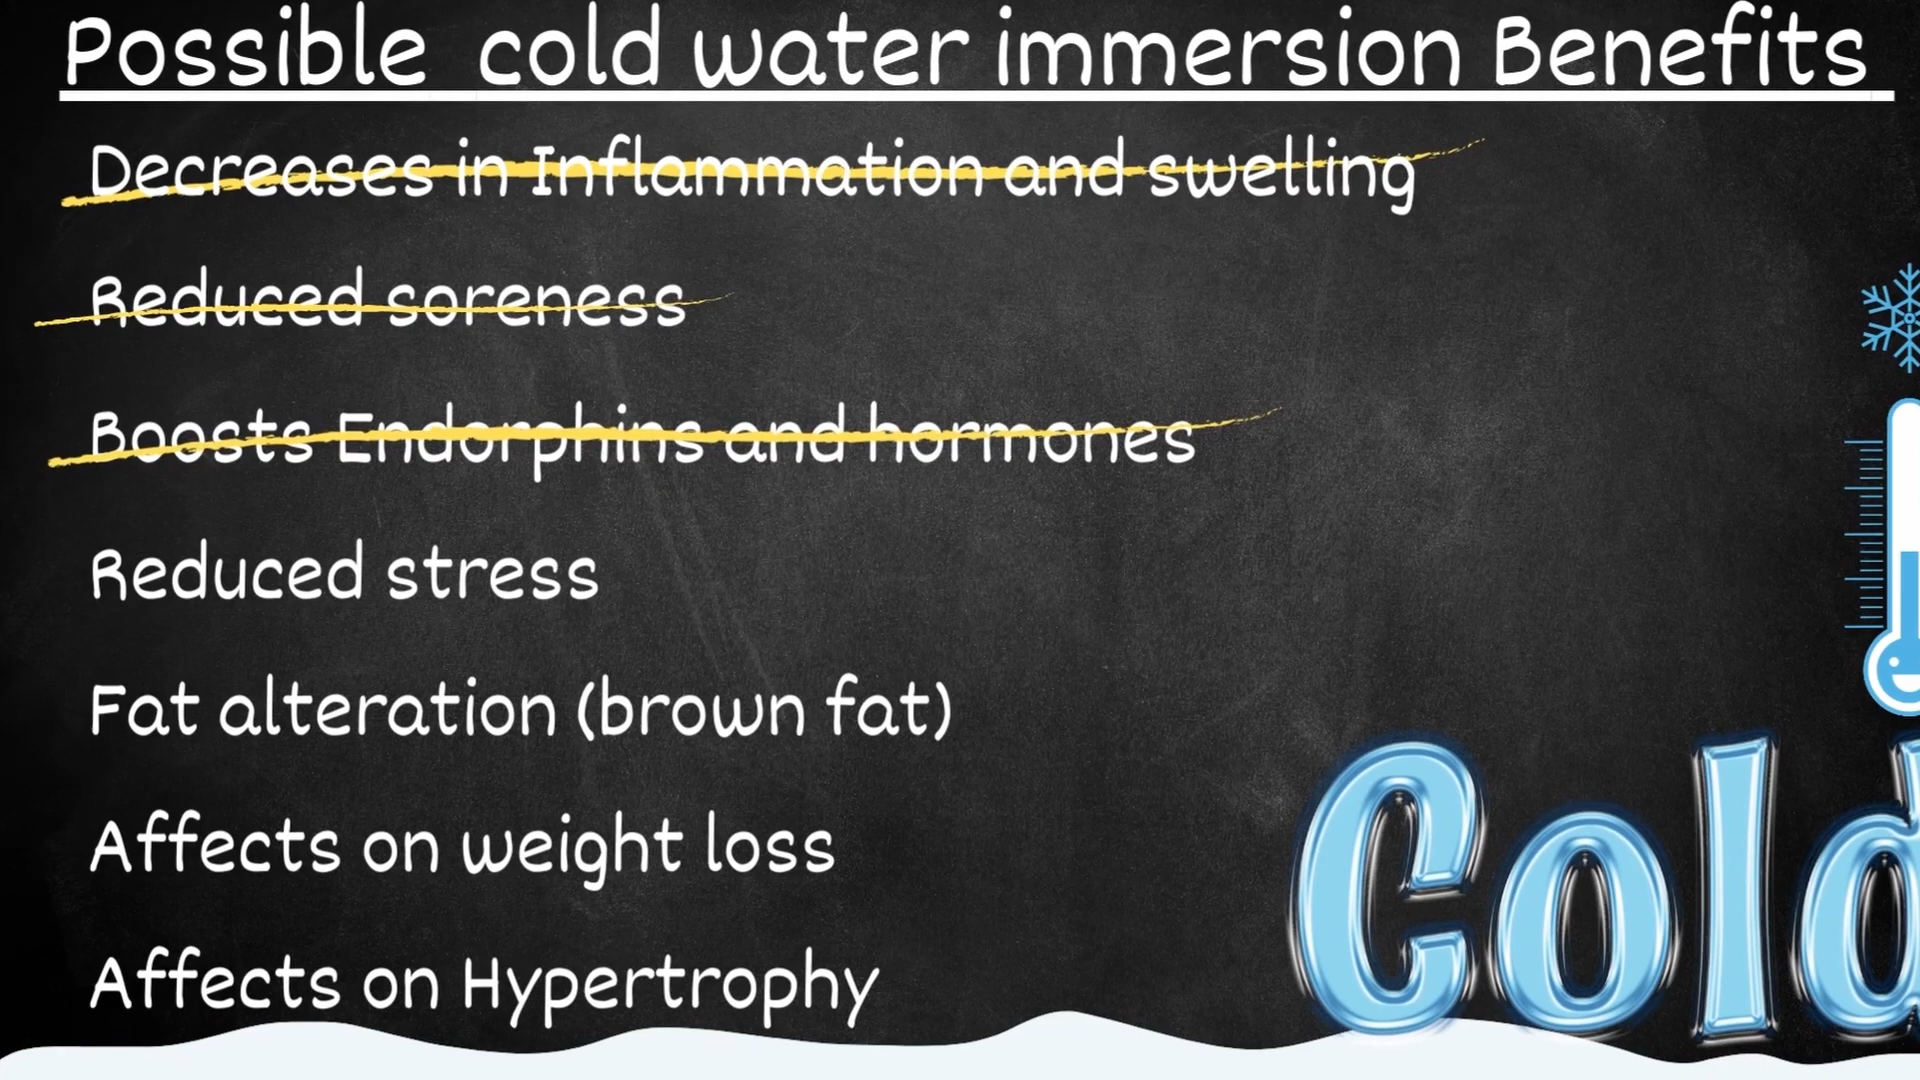 Possible cold water immersion Benefits
Decreases in Inflammation and swelling
Reduced soreness
Boosts Endorphins and hormones
Reduced stress
Fat alteration (brown fat)
Affects on weight loss
Affects on Hypertrophy
Cold